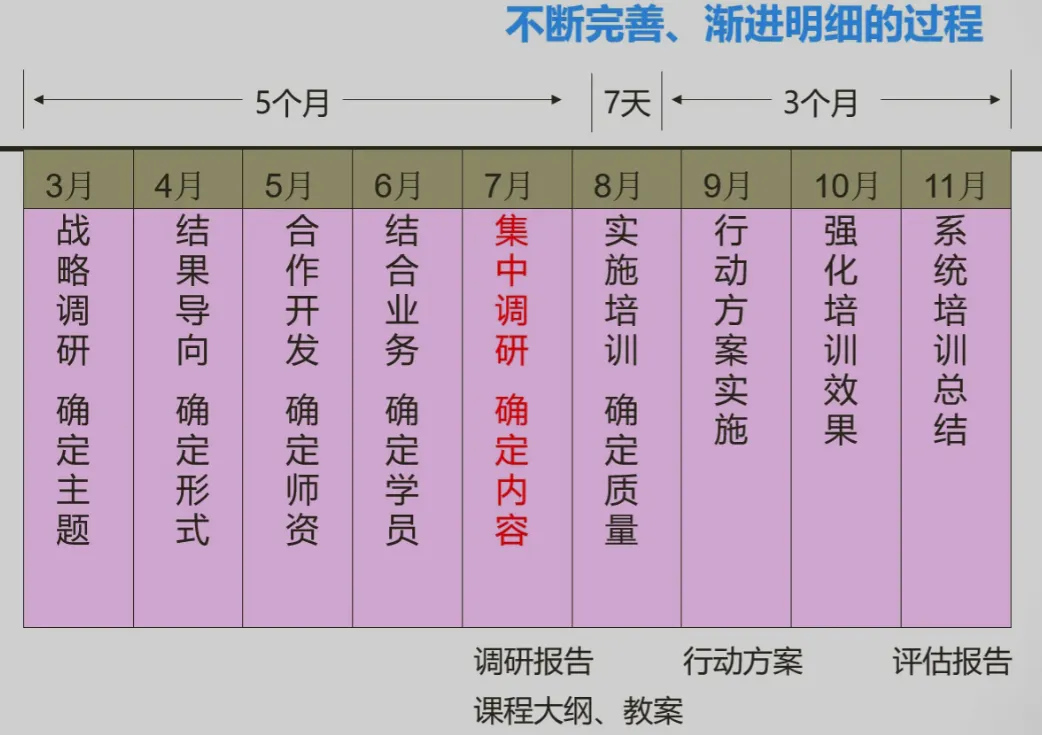 不断完善、渐进明细的过程
5个月 7天 3个月
3月 4月 5月 6月 7月 8月 9月 10月 11月
战略调研 确定主题
结果导向 确定形式
合作开发 确定师资
结合业务 确定学员
集中调研 确定内容
实施培训 确定质量
行动方案实施
强化培训效果
系统培训总结
调研报告 行动方案 评估报告
课程大纲、教案